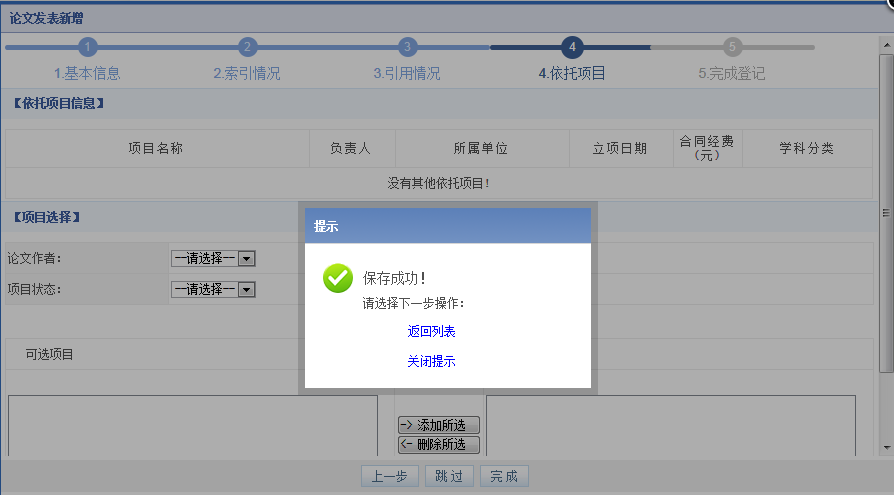 论文发表新增
1 2 3 4 5
1.基本信息 2.索引情况 3.引用情况 4.依托项目 5.完成登记
【依托项目信息】
项目名称 负责人 所属单位 立项日期 合同经费（元） 学科分类
没有其他依托项目!
【项目选择】
论文作者: --请选择--
项目状态: --请选择--
提示
保存成功!
请选择下一步操作:
返回列表
关闭提示
可选项目
-> 添加所选
<- 删除所选
上一步 跳过 完成